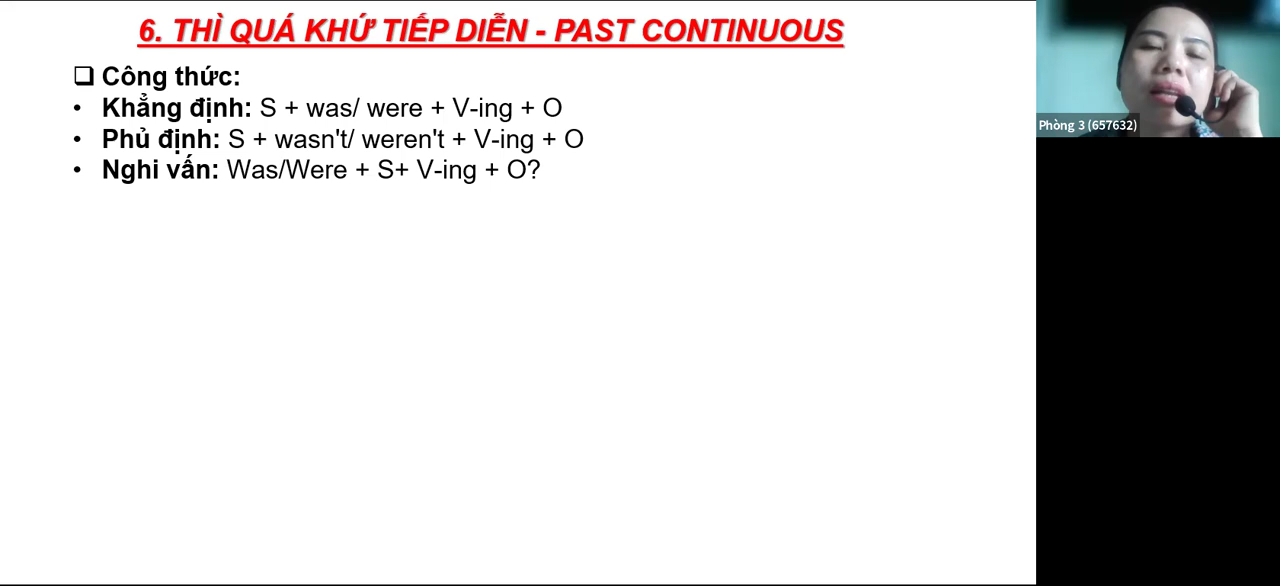 6. THÌ QUÁ KHỨ TIẾP DIỄN - PAST CONTINUOUS
❑ Công thức:
• Khẳng định: S + was/ were + V-ing + O
• Phủ định: S + wasn't/ weren't + V-ing + O
• Nghi vấn: Was/Were + S+ V-ing + O?
Phòng 3 (657632)